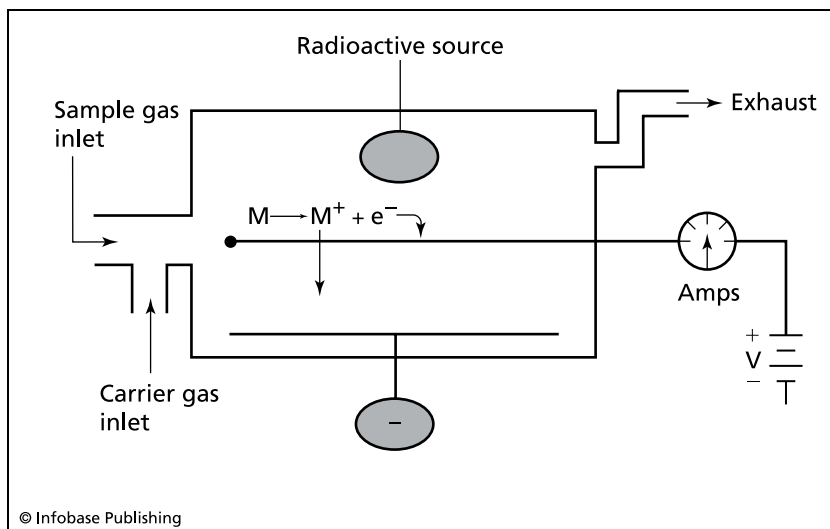 Radioactive source
Sample gas
inlet
Exhaust
M → M⁺ + e⁻
Amps
+
V
−
Carrier gas
inlet
−
© Infobase Publishing